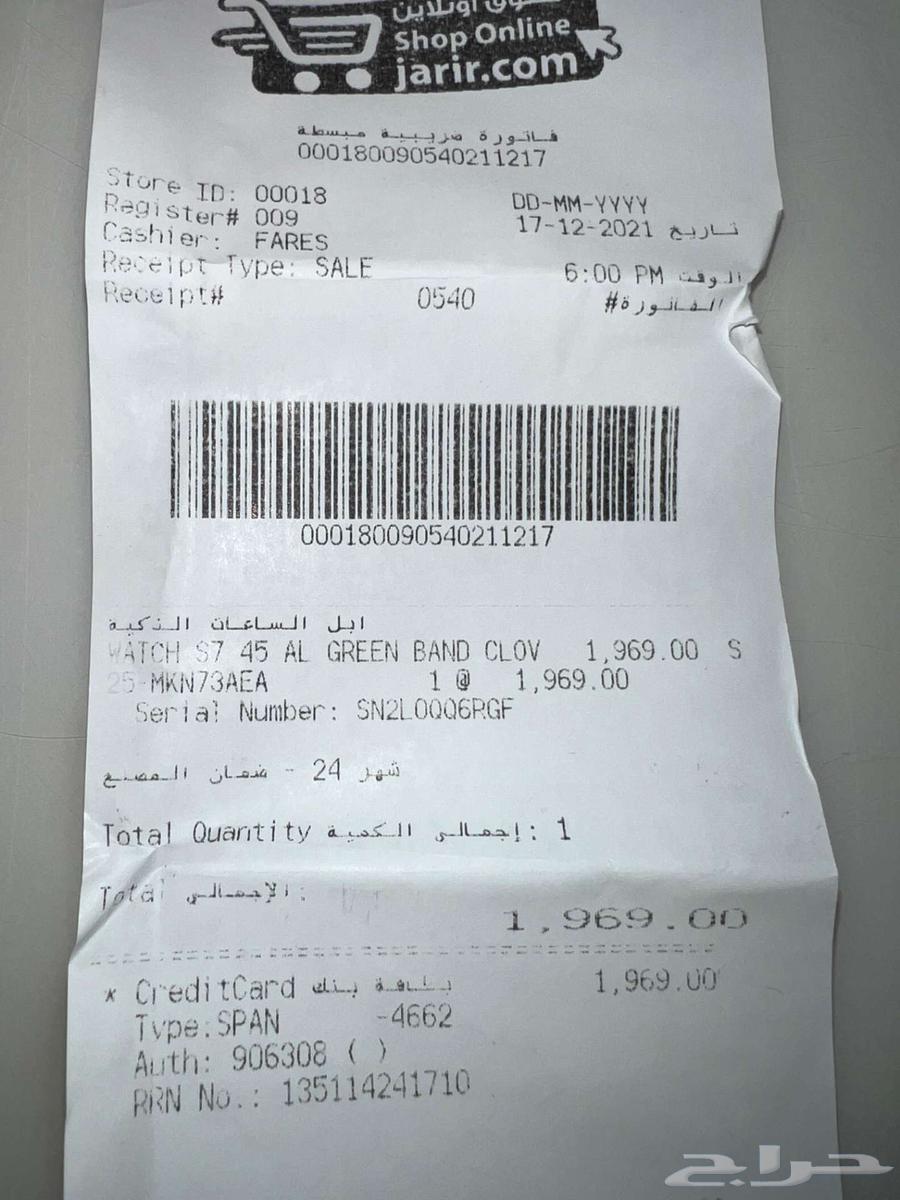 أونلاين
Shop Online
jarir.com
فاتورة ضريبية مبسطة
000180090540211217
Store ID: 00018
DD-MM-YYYY
Register# 009
17-12-2021 تاريخ
Cashier: FARES
Receipt Type: SALE
6:00 PM الوقت
Receipt# 0540 الفاتورة#
000180090540211217
ابل الساعات الذكية
WATCH S7 45 AL GREEN BAND CLOV 1,969.00 S
25-MKN73AEA 1 @ 1,969.00
Serial Number: SN2L0QQ6RGF
شهر 24 - ضمان المصنع
Total Quantity إجمالي الكمية : 1
Total الإجمالي :
1,969.00
* CreditCard بطاقة بنك 1,969.00
Type:SPAN -4662
Auth: 906308 ( )
RRN No.: 135114241710
حراج